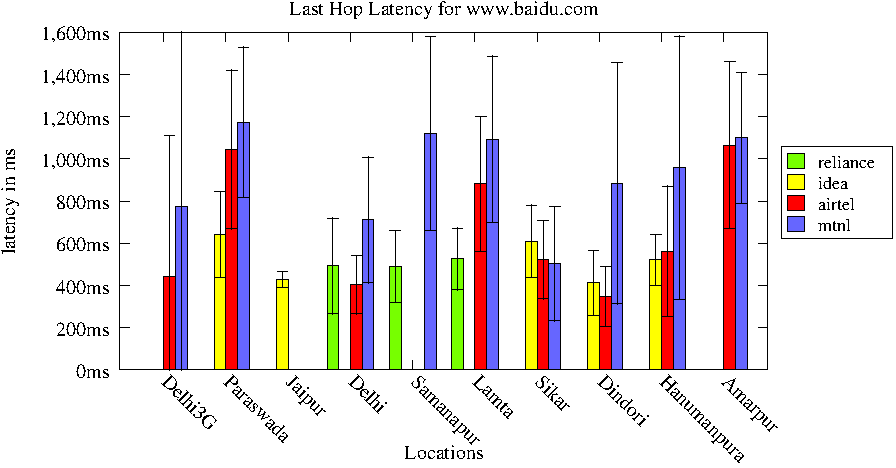 Last Hop Latency for www.baidu.com
1,600ms
1,400ms
1,200ms
1,000ms
800ms
600ms
400ms
200ms
0ms
latency in ms
reliance
idea
airtel
mtnl
Delhi3G
Paraswada
Jaipur
Delhi
Samanapur
Lamta
Sikar
Dindori
Hanumanpura
Amarpur
Locations